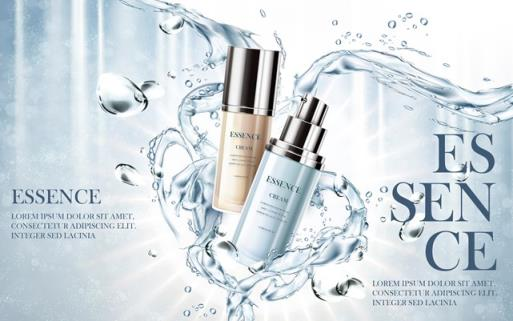 ESSENCE
LOREM IPSUM DOLOR SIT AMET,
CONSECTETUR ADIPISCING ELIT.
INTEGER SED LACINIA
ESSENCE
CREAM
ESSENCE
CREAM
ES
SEN
CE
LOREM IPSUM DOLOR SIT AMET,
CONSECTETUR ADIPISCING ELIT.
INTEGER SED LACINIA